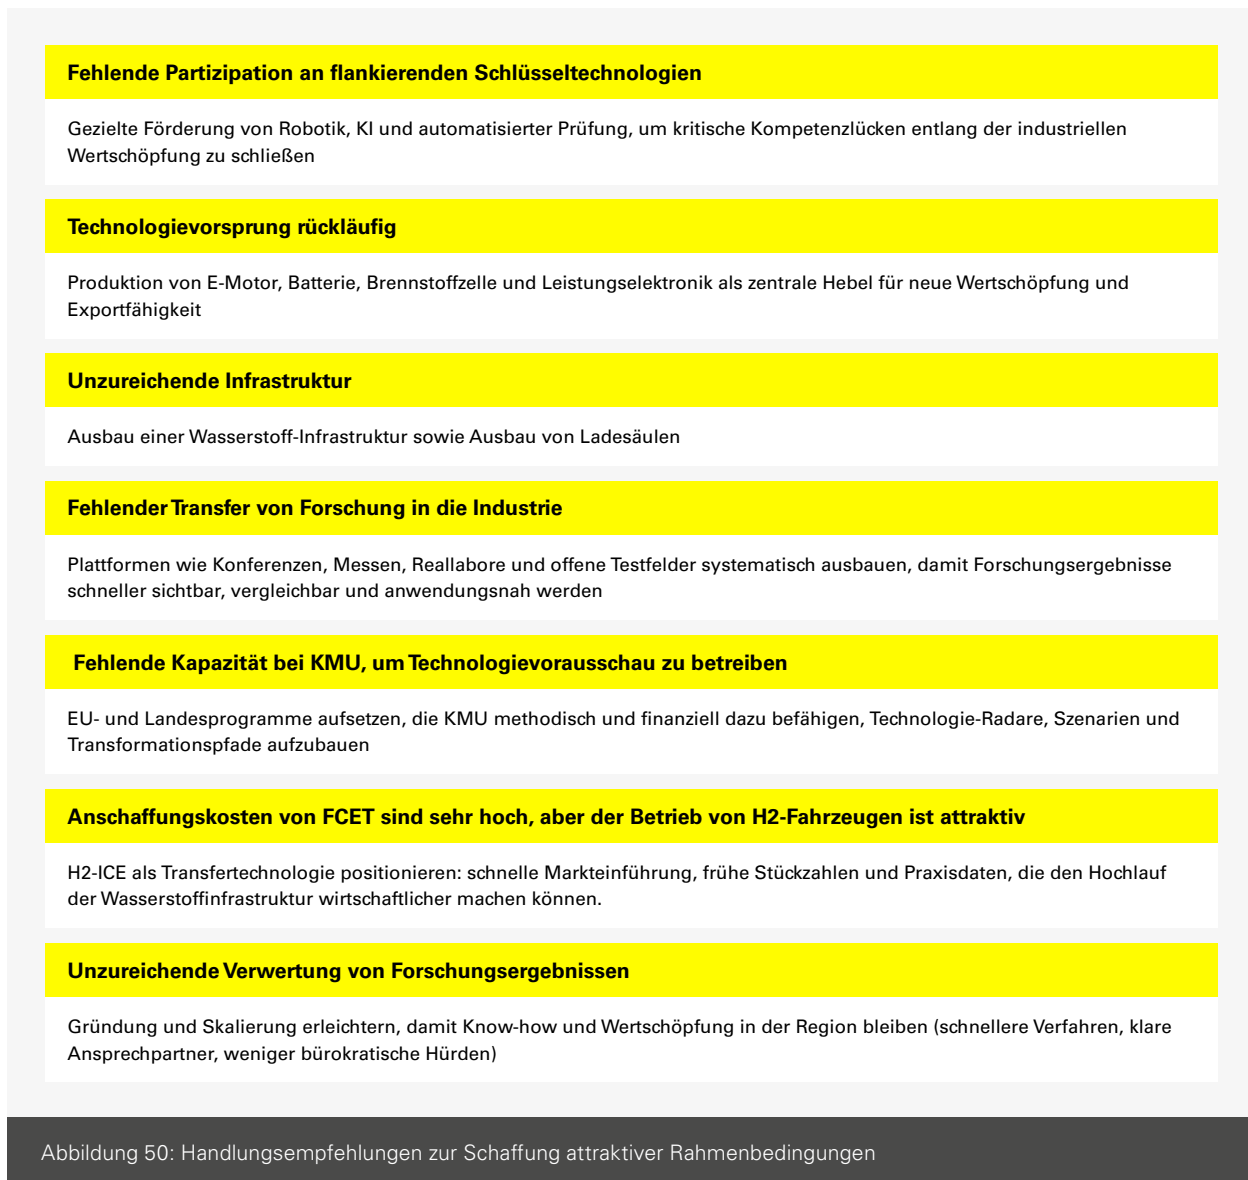 Fehlende Partizipation an flankierenden Schlüsseltechnologien
Gezielte Förderung von Robotik, KI und automatisierter Prüfung, um kritische Kompetenzlücken entlang der industriellen
Wertschöpfung zu schließen
Technologievorsprung rückläufig
Produktion von E-Motor, Batterie, Brennstoffzelle und Leistungselektronik als zentrale Hebel für neue Wertschöpfung und
Exportfähigkeit
Unzureichende Infrastruktur
Ausbau einer Wasserstoff-Infrastruktur sowie Ausbau von Ladesäulen
Fehlender Transfer von Forschung in die Industrie
Plattformen wie Konferenzen, Messen, Reallabore und offene Testfelder systematisch ausbauen, damit Forschungsergebnisse
schneller sichtbar, vergleichbar und anwendungsnah werden
Fehlende Kapazität bei KMU, um Technologievorausschau zu betreiben
EU- und Landesprogramme aufsetzen, die KMU methodisch und finanziell dazu befähigen, Technologie-Radare, Szenarien und
Transformationspfade aufzubauen
Anschaffungskosten von FCET sind sehr hoch, aber der Betrieb von H2-Fahrzeugen ist attraktiv
H2-ICE als Transfertechnologie positionieren: schnelle Markteinführung, frühe Stückzahlen und Praxisdaten, die den Hochlauf
der Wasserstoffinfrastruktur wirtschaftlicher machen können.
Unzureichende Verwertung von Forschungsergebnissen
Gründung und Skalierung erleichtern, damit Know-how und Wertschöpfung in der Region bleiben (schnellere Verfahren, klare
Ansprechpartner, weniger bürokratische Hürden)
Abbildung 50: Handlungsempfehlungen zur Schaffung attraktiver Rahmenbedingungen